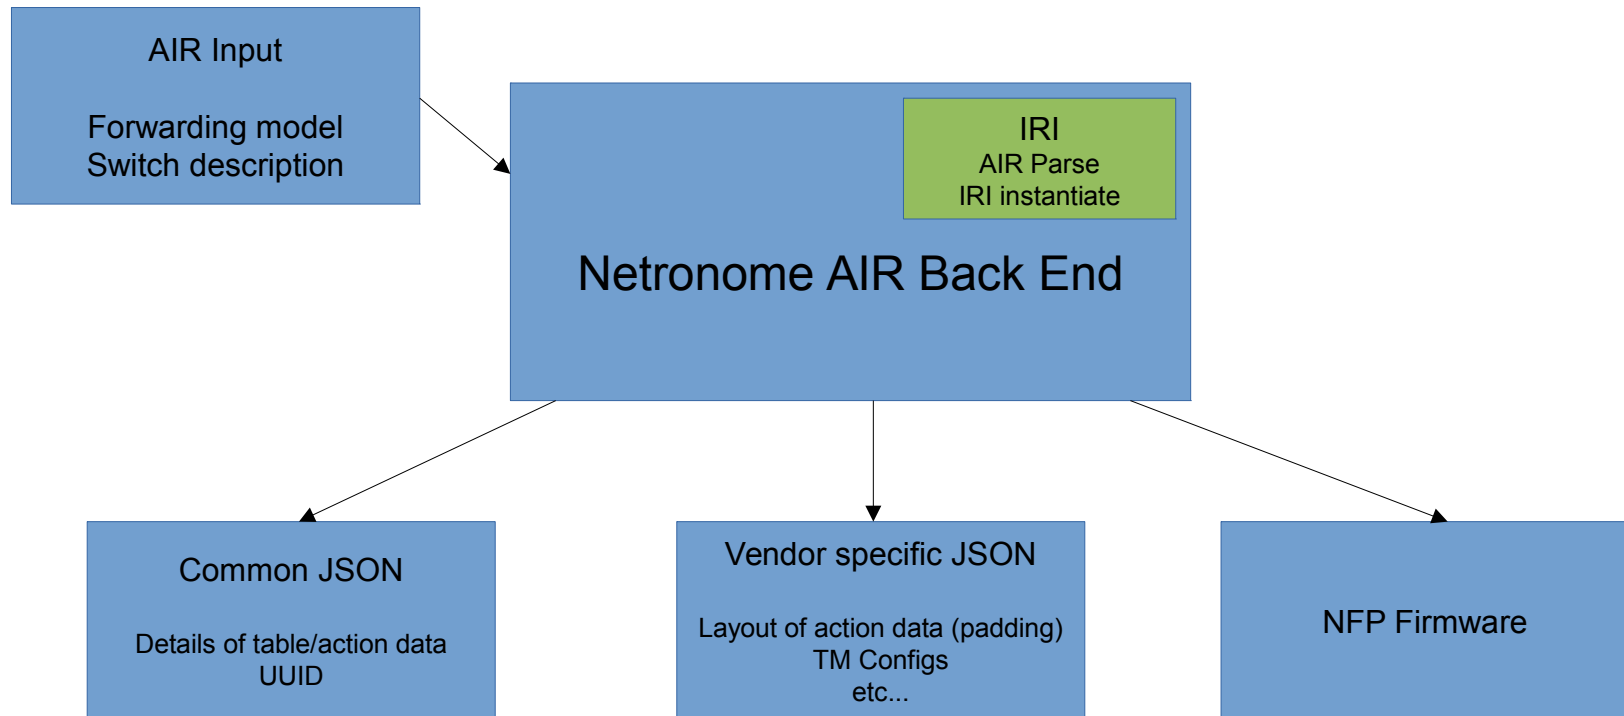 AIR Input
Forwarding model
Switch description
IRI
AIR Parse
IRI instantiate
Netronome AIR Back End
Common JSON
Details of table/action data
UUID
Vendor specific JSON
Layout of action data (padding)
TM Configs
etc...
NFP Firmware